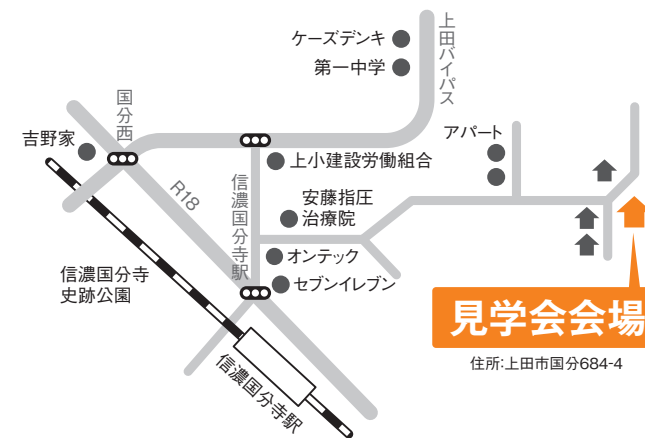 ケーズデンキ
第一中学
上田バイパス
国分西
吉野家
アパート
上小建設労働組合
R18
信濃国分寺駅
安藤指圧
治療院
オンテック
セブンイレブン
信濃国分寺
史跡公園
見学会会場
住所:上田市国分684-4
信濃国分寺駅